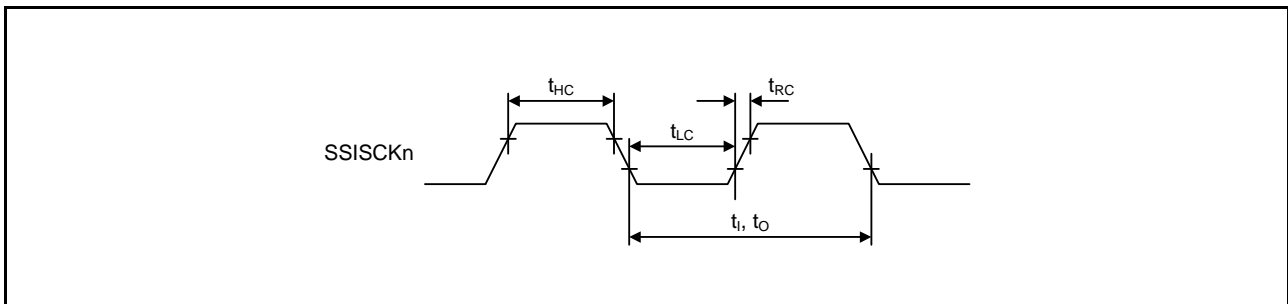 tHC
tRC
tLC
SSISCKn
tI, tO